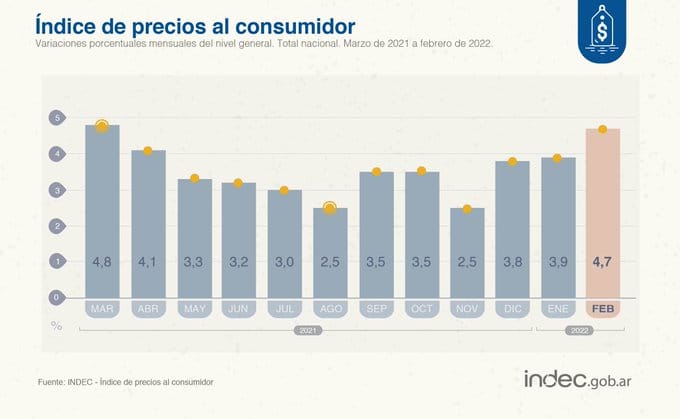 Índice de precios al consumidor
Variaciones porcentuales mensuales del nivel general. Total nacional. Marzo de 2021 a febrero de 2022.
$
5
4
3
2
1
0
%
4,8 4,1 3,3 3,2 3,0 2,5 3,5 3,5 2,5 3,8 3,9 4,7
MAR ABR MAY JUN JUL AGO SEP OCT NOV DIC ENE FEB
2021 2022
Fuente: INDEC - Índice de precios al consumidor
indec.gob.ar